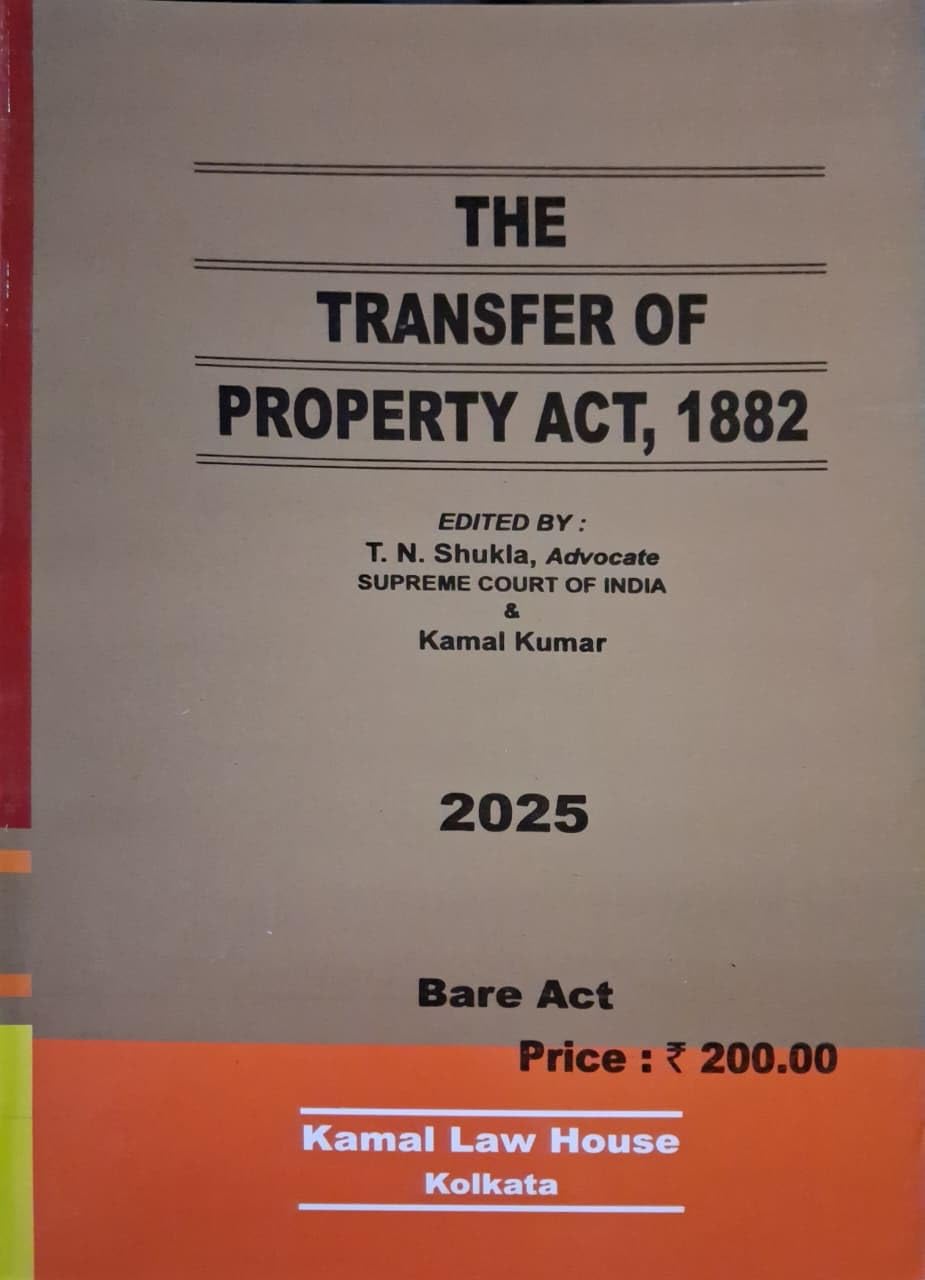 THE
TRANSFER OF
PROPERTY ACT, 1882
EDITED BY :
T. N. Shukla, Advocate
SUPREME COURT OF INDIA
&
Kamal Kumar
2025
Bare Act
Price : ₹ 200.00
Kamal Law House
Kolkata